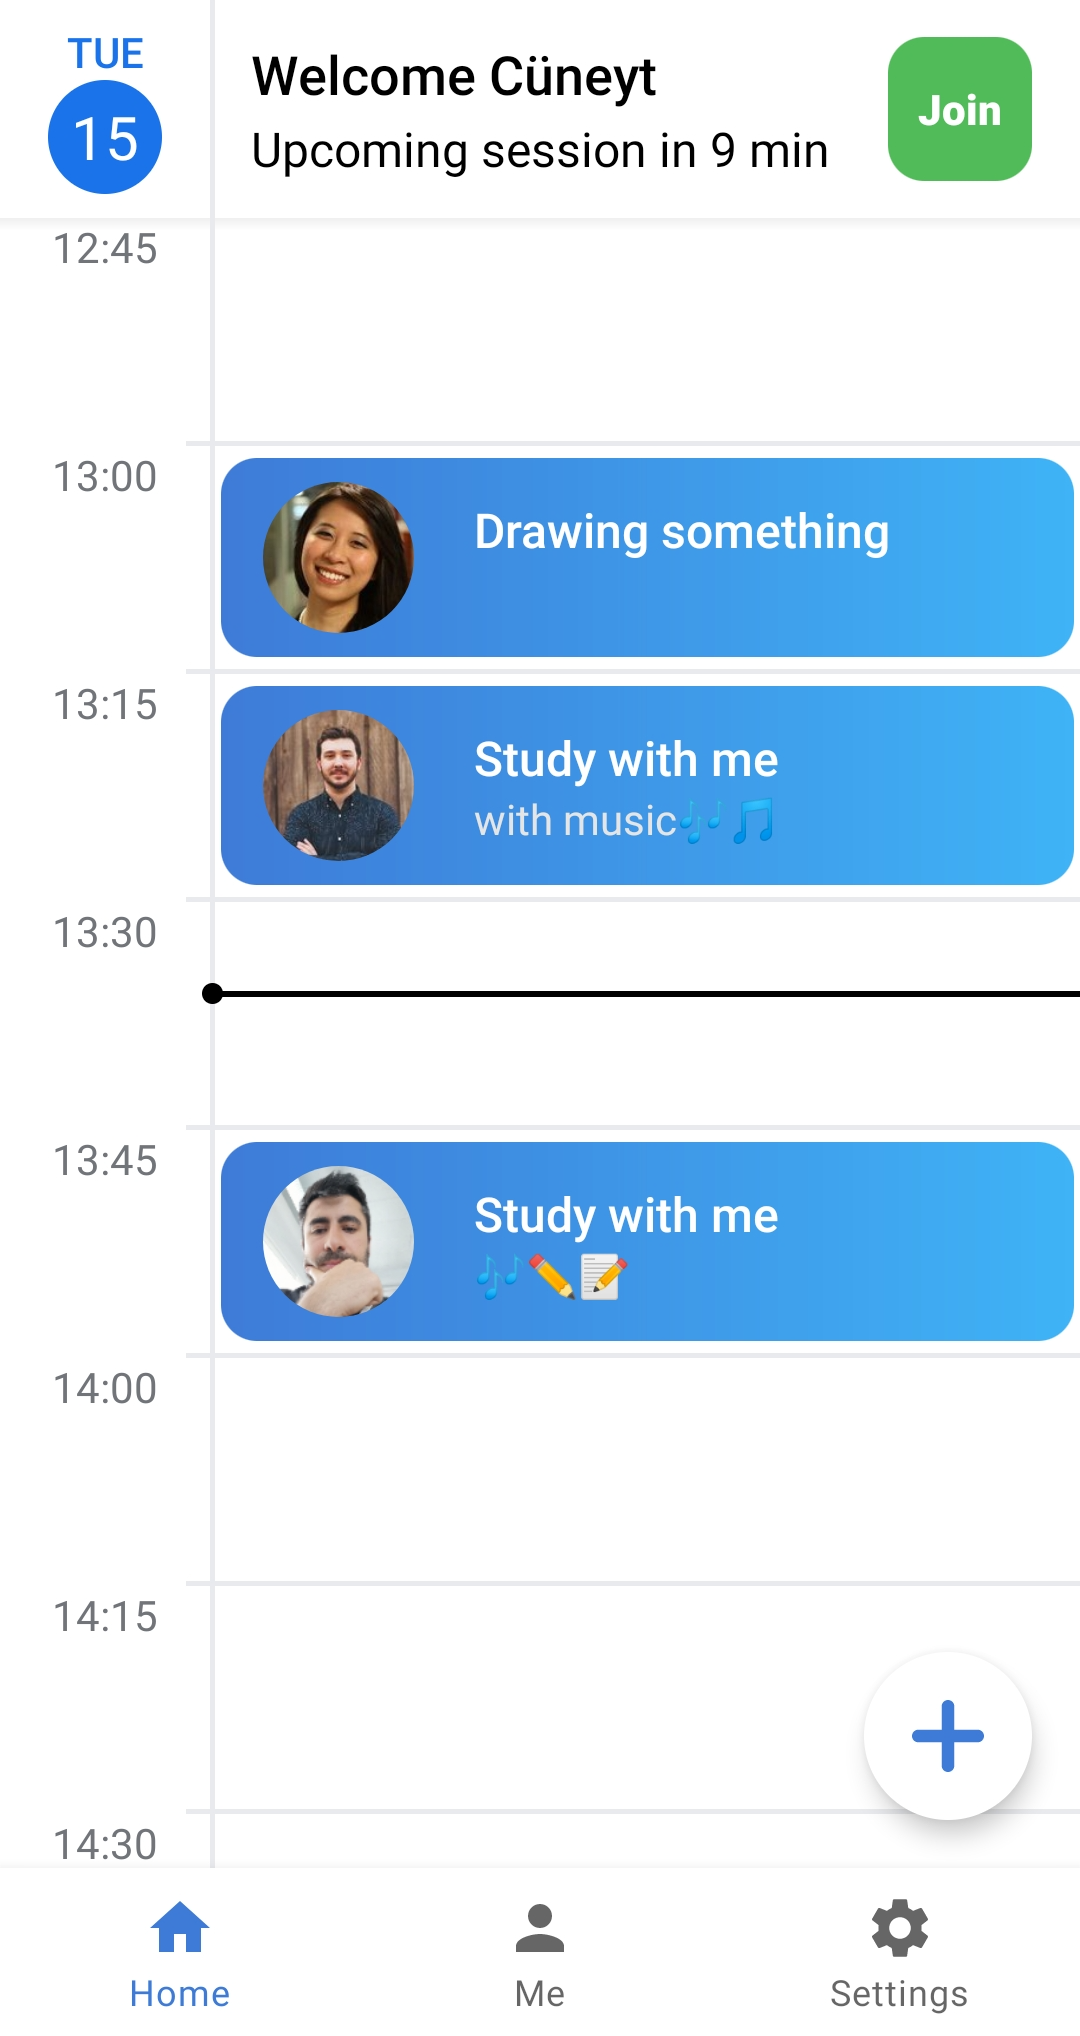 TUE
15
Welcome Cüneyt
Upcoming session in 9 min
Join
12:45
13:00
Drawing something
13:15
Study with me
with music🎶🎵
13:30
13:45
Study with me
🎶✏️📝
14:00
14:15
14:30
Home
Me
Settings